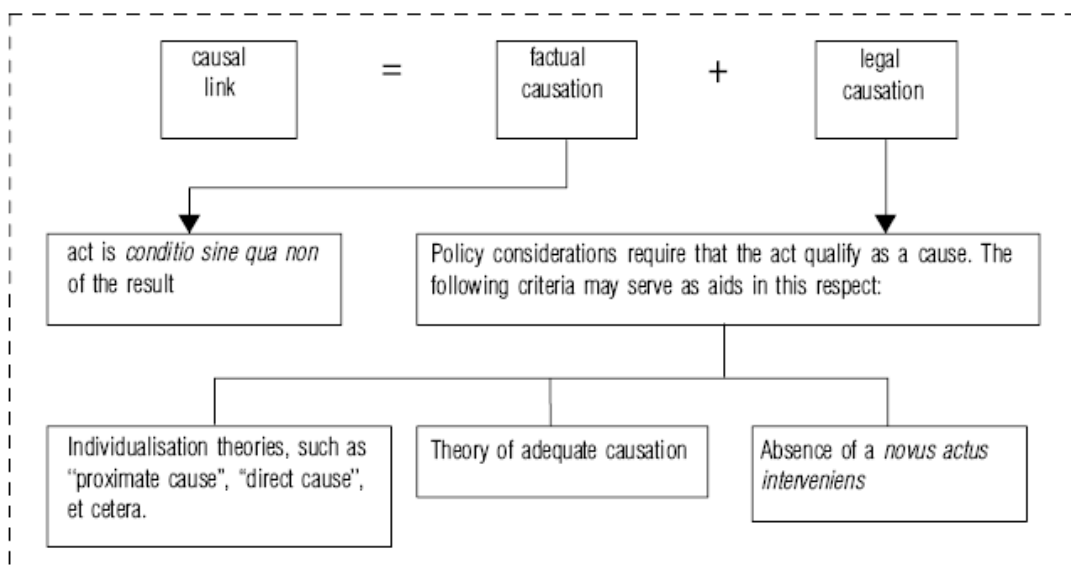 causal link = factual causation + legal causation
act is conditio sine qua non
of the result
Policy considerations require that the act qualify as a cause. The
following criteria may serve as aids in this respect:
Individualisation theories, such as
“proximate cause”, “direct cause”,
et cetera.
Theory of adequate causation
Absence of a novus actus
interveniens